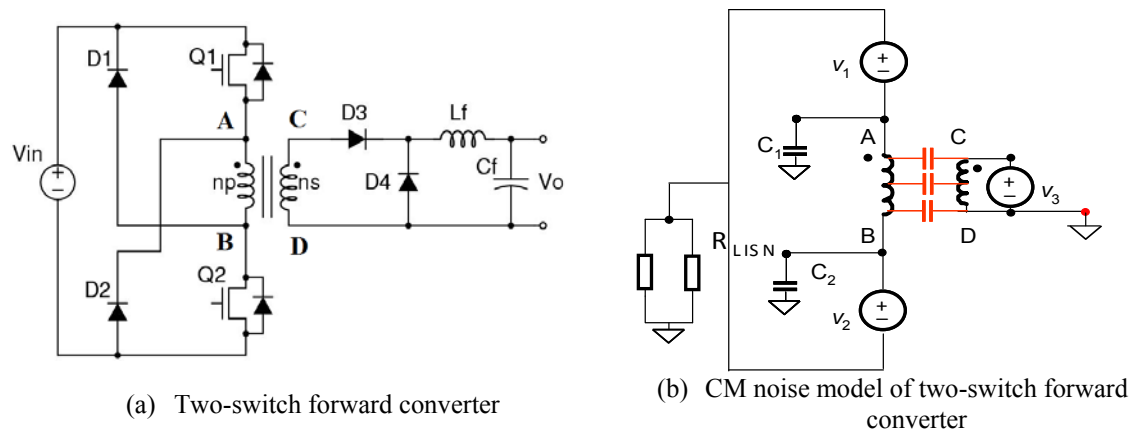 D1
Q1
A
C
D3
Lf
Vin
np
ns
D4
Cf
Vo
B
D
D2
Q2
(a) Two-switch forward converter
v1
A
C
C1
v3
B
D
RLISN
C2
v2
(b) CM noise model of two-switch forward
converter